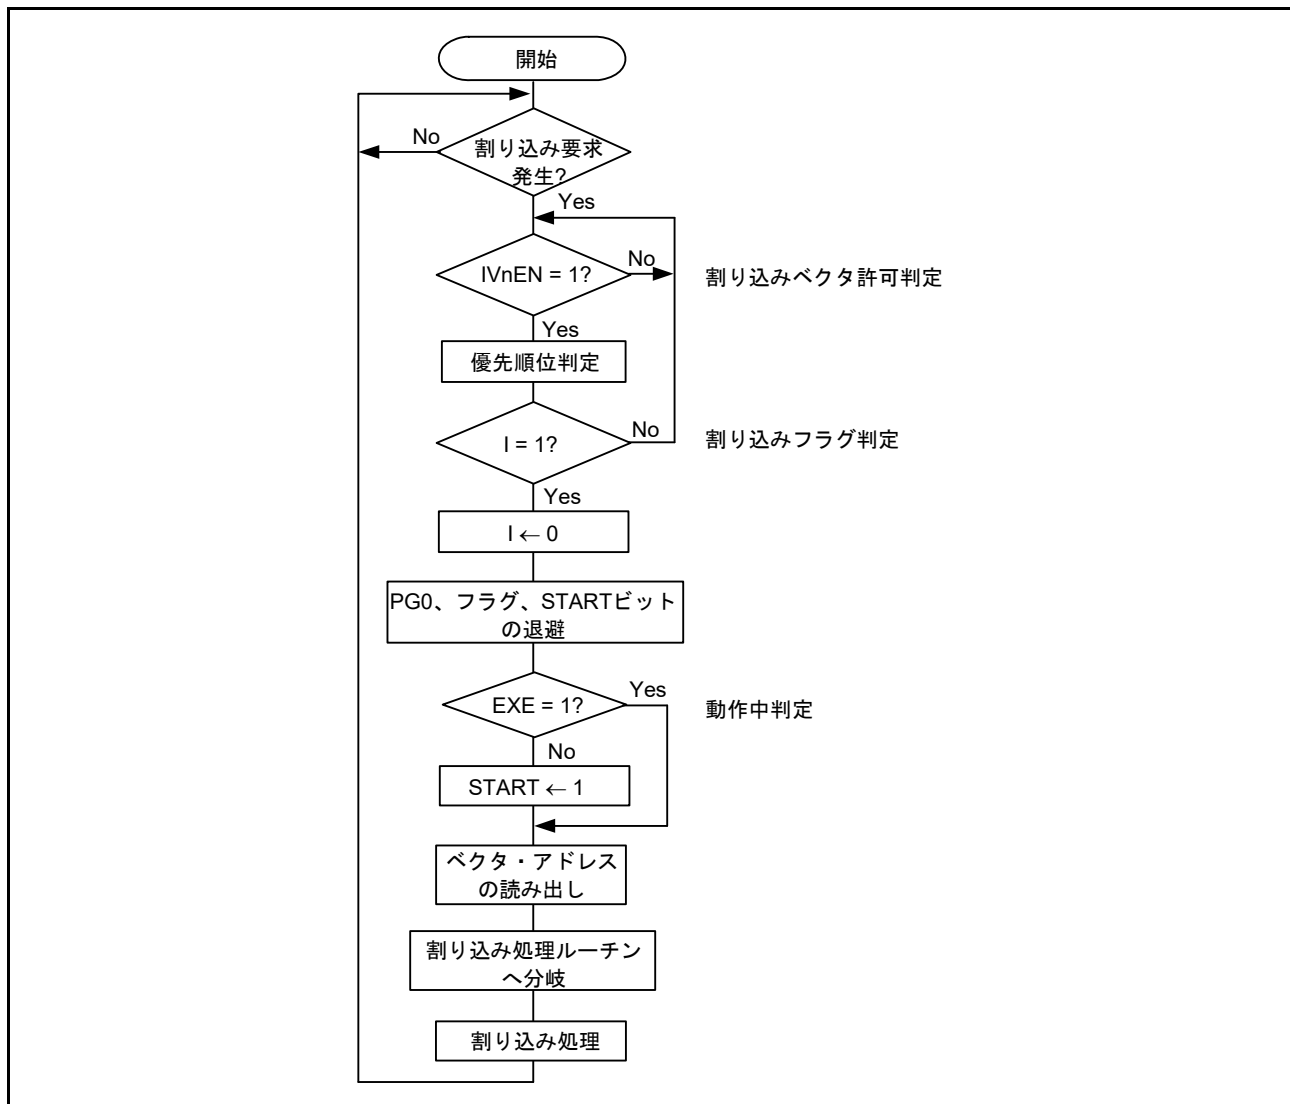 開始
No
割り込み要求
発生?
Yes
IVnEN = 1?
No
割り込みベクタ許可判定
Yes
優先順位判定
I = 1?
No
割り込みフラグ判定
Yes
I ← 0
PG0、フラグ、STARTビット
の退避
EXE = 1?
Yes
動作中判定
No
START ← 1
ベクタ・アドレス
の読み出し
割り込み処理ルーチン
へ分岐
割り込み処理